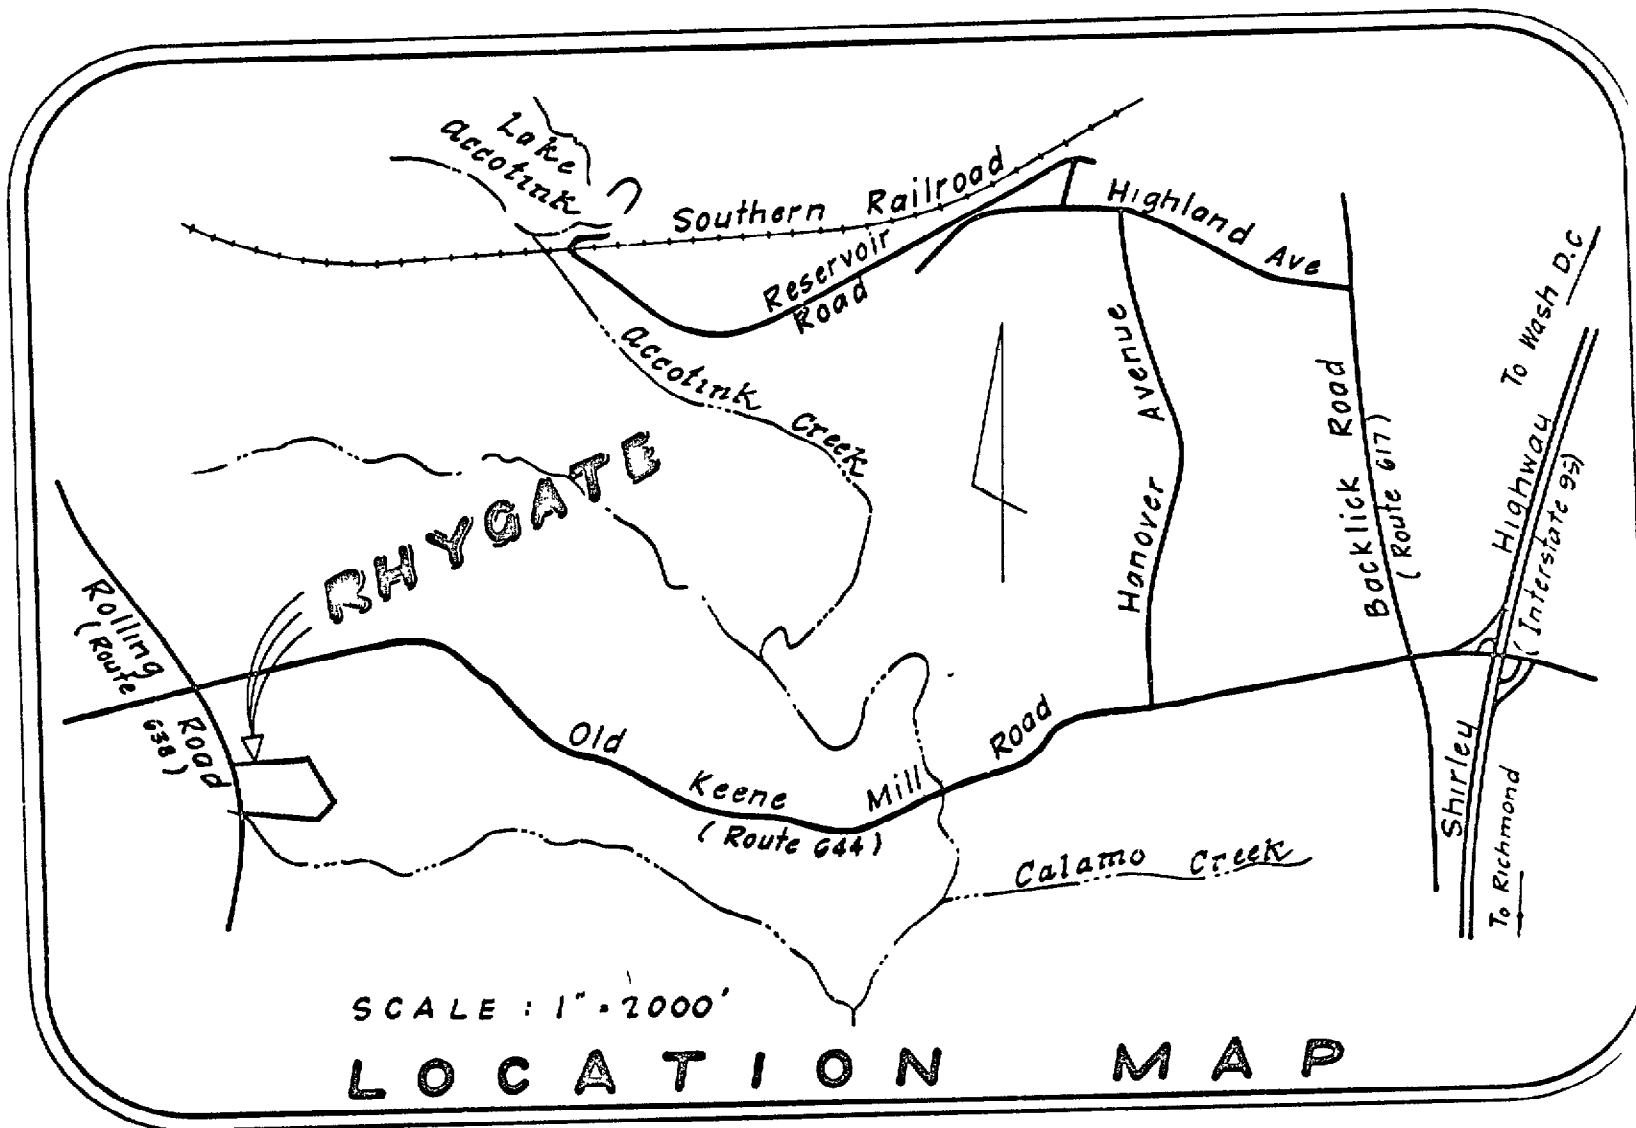 Lake
Accotink
Southern Railroad
Reservoir
Road
Highland Ave
To Wash D.C
Accotink Creek
Hanover Avenue
Backlick Road
(Route 617)
Shirley Highway
(Interstate 95)
RHYGATE
Rolling Road
(Route 638)
Old Keene Mill Road
(Route 644)
Calamo Creek
To Richmond
SCALE : 1" = 2000'
LOCATION MAP